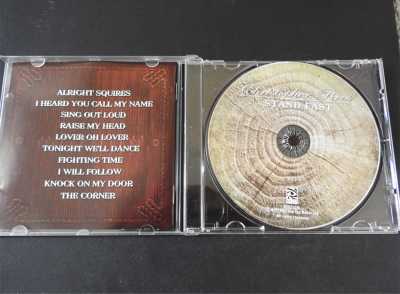 ALRIGHT SQUIRES
I HEARD YOU CALL MY NAME
SING OUT LOUD
RAISE MY HEAD
LOVER OH LOVER
TONIGHT WE'LL DANCE
FIGHTING TIME
I WILL FOLLOW
KNOCK ON MY DOOR
THE CORNER
STAND FAST